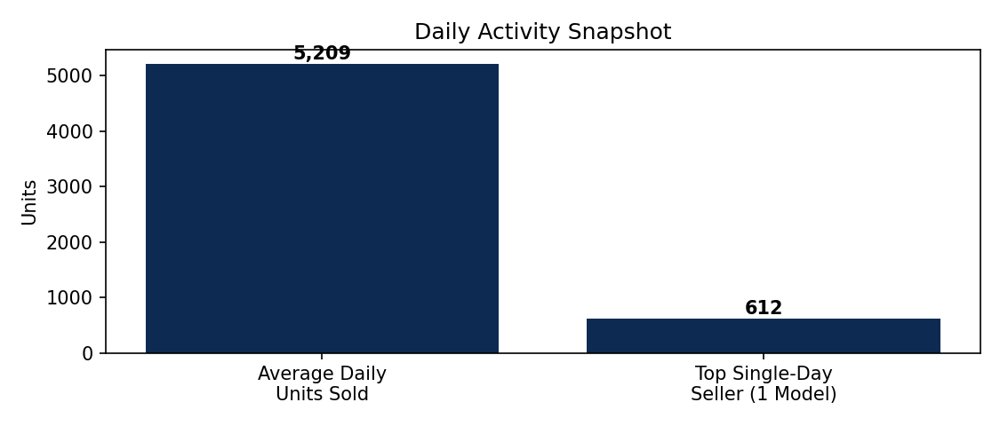 Daily Activity Snapshot
5,209
5000
4000
3000
2000
1000
0
Units
612
Average Daily
Units Sold
Top Single-Day
Seller (1 Model)